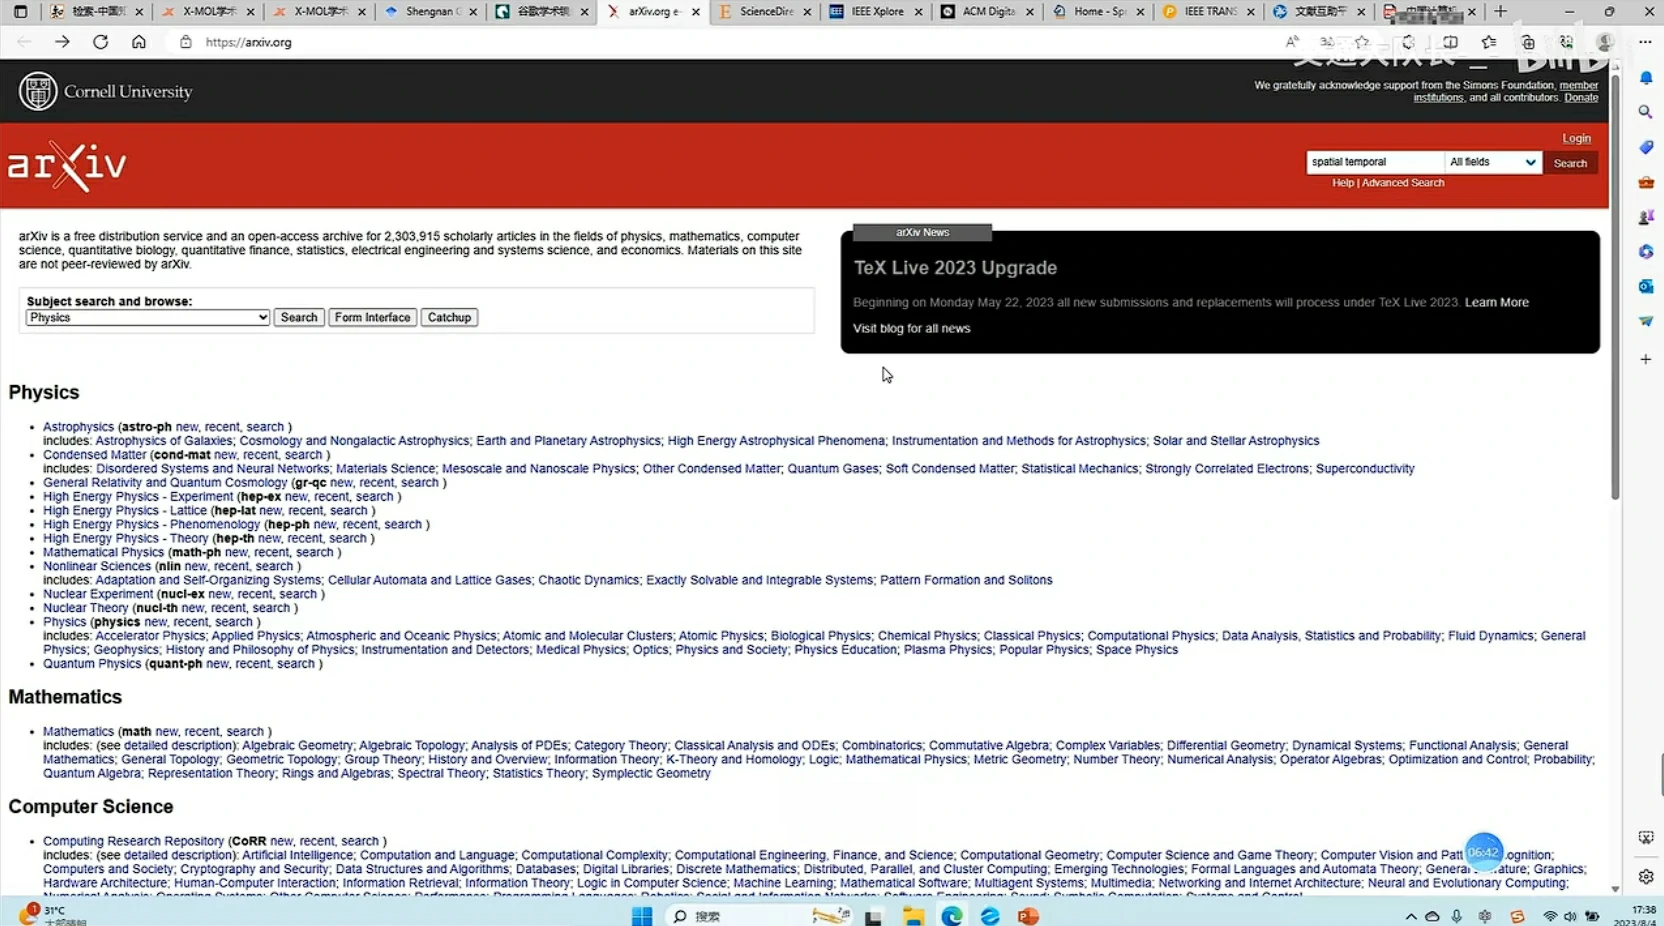 检索-中国知
X-MOL学术
X-MOL学术
Shengnan G
谷歌学术镜
arXiv.org e-
ScienceDire
IEEE Xplore
ACM Digita
Home - Spr
IEEE TRANS
文献互助平
https://arxiv.org
Cornell University
We gratefully acknowledge support from the Simons Foundation, member
institutions, and all contributors. Donate
arXiv
Login
spatial temporal
All fields
Search
Help | Advanced Search
arXiv is a free distribution service and an open-access archive for 2,303,915 scholarly articles in the fields of physics, mathematics, computer
science, quantitative biology, quantitative finance, statistics, electrical engineering and systems science, and economics. Materials on this site
are not peer-reviewed by arXiv.
Subject search and browse:
Physics
Search
Form Interface
Catchup
arXiv News
TeX Live 2023 Upgrade
Beginning on Monday May 22, 2023 all new submissions and replacements will process under TeX Live 2023. Learn More
Visit blog for all news
Physics
Astrophysics (astro-ph new, recent, search )
includes: Astrophysics of Galaxies; Cosmology and Nongalactic Astrophysics; Earth and Planetary Astrophysics; High Energy Astrophysical Phenomena; Instrumentation and Methods for Astrophysics; Solar and Stellar Astrophysics
Condensed Matter (cond-mat new, recent, search )
includes: Disordered Systems and Neural Networks; Materials Science; Mesoscale and Nanoscale Physics; Other Condensed Matter; Quantum Gases; Soft Condensed Matter; Statistical Mechanics; Strongly Correlated Electrons; Superconductivity
General Relativity and Quantum Cosmology (gr-qc new, recent, search )
High Energy Physics - Experiment (hep-ex new, recent, search )
High Energy Physics - Lattice (hep-lat new, recent, search )
High Energy Physics - Phenomenology (hep-ph new, recent, search )
High Energy Physics - Theory (hep-th new, recent, search )
Mathematical Physics (math-ph new, recent, search )
Nonlinear Sciences (nlin new, recent, search )
includes: Adaptation and Self-Organizing Systems; Cellular Automata and Lattice Gases; Chaotic Dynamics; Exactly Solvable and Integrable Systems; Pattern Formation and Solitons
Nuclear Experiment (nucl-ex new, recent, search )
Nuclear Theory (nucl-th new, recent, search )
Physics (physics new, recent, search )
includes: Accelerator Physics; Applied Physics; Atmospheric and Oceanic Physics; Atomic and Molecular Clusters; Atomic Physics; Biological Physics; Chemical Physics; Classical Physics; Computational Physics; Data Analysis, Statistics and Probability; Fluid Dynamics; General
Physics; Geophysics; History and Philosophy of Physics; Instrumentation and Detectors; Medical Physics; Optics; Physics and Society; Physics Education; Plasma Physics; Popular Physics; Space Physics
Quantum Physics (quant-ph new, recent, search )
Mathematics
Mathematics (math new, recent, search )
includes: (see detailed description): Algebraic Geometry; Algebraic Topology; Analysis of PDEs; Category Theory; Classical Analysis and ODEs; Combinatorics; Commutative Algebra; Complex Variables; Differential Geometry; Dynamical Systems; Functional Analysis; General
Mathematics; General Topology; Geometric Topology; Group Theory; History and Overview; Information Theory; K-Theory and Homology; Logic; Mathematical Physics; Metric Geometry; Number Theory; Numerical Analysis; Operator Algebras; Optimization and Control; Probability;
Quantum Algebra; Representation Theory; Rings and Algebras; Spectral Theory; Statistics Theory; Symplectic Geometry
Computer Science
Computing Research Repository (CoRR new, recent, search )
includes: (see detailed description): Artificial Intelligence; Computation and Language; Computational Complexity; Computational Engineering, Finance, and Science; Computational Geometry; Computer Science and Game Theory; Computer Vision and Patt ognition;
Computers and Society; Cryptography and Security; Data Structures and Algorithms; Databases; Digital Libraries; Discrete Mathematics; Distributed, Parallel, and Cluster Computing; Emerging Technologies; Formal Languages and Automata Theory; General ature; Graphics;
Hardware Architecture; Human-Computer Interaction; Information Retrieval; Information Theory; Logic in Computer Science; Machine Learning; Mathematical Software; Multiagent Systems; Multimedia; Networking and Internet Architecture; Neural and Evolutionary Computing;
06:42
31°C
搜索
17:38
2023/8/4